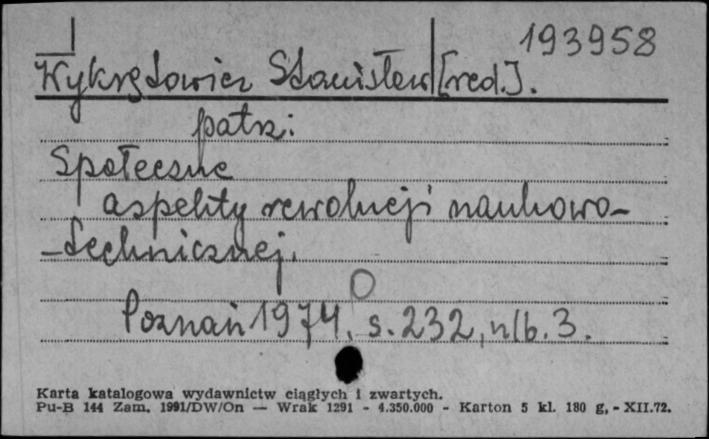 193958
Kykrętowicz Stanisław [red.].
patrz:
Społeczne
aspekty rewolucji naukowo-
-technicznej.
Poznań 1974, s. 232, nlb. 3.
Karta katalogowa wydawnictw ciągłych i zwartych.
Pu-B 144 Zam. 1991/DW/On — Wrak 1291 - 4.350.000 - Karton 5 kl. 180 g, - XII.72.